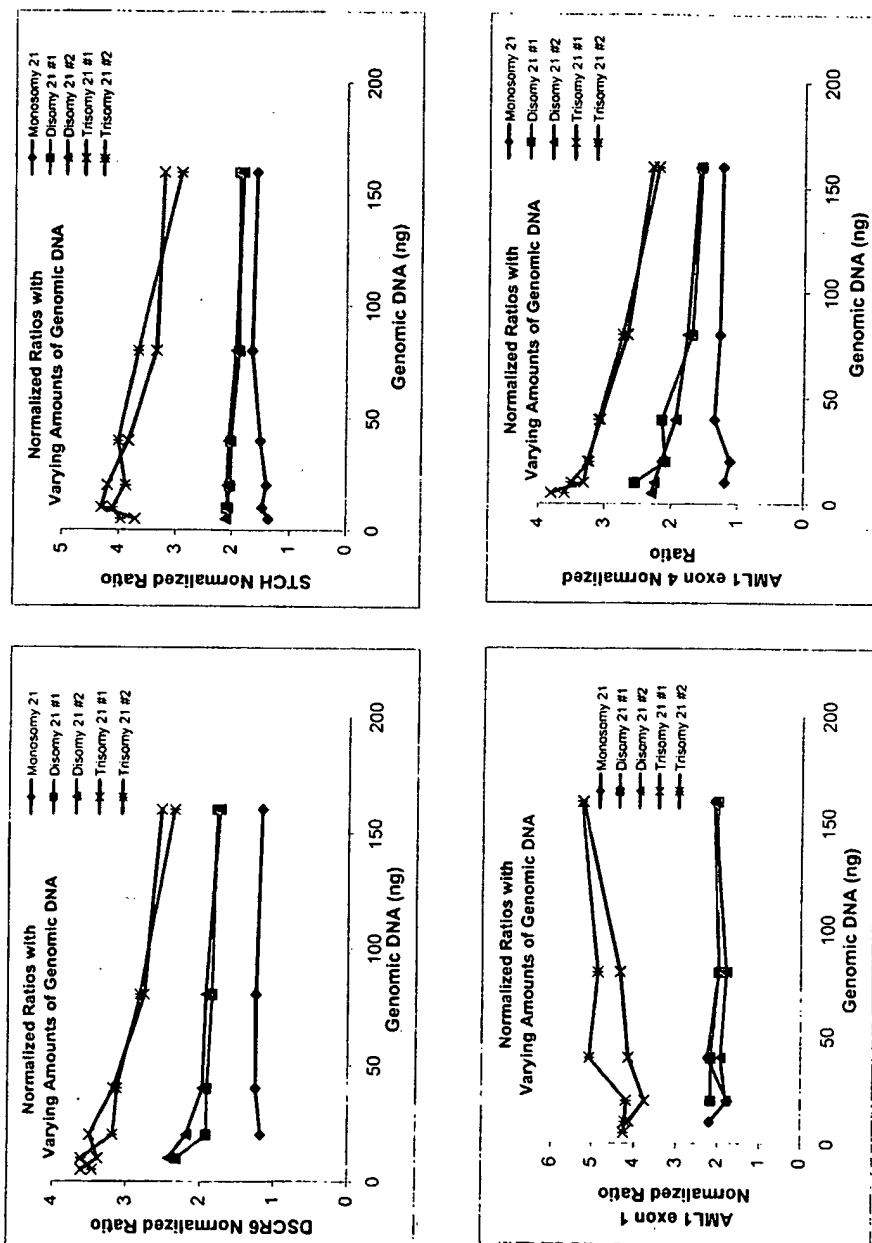 Normalized Ratios with
Varying Amounts of Genomic DNA
Monosomy 21
Disomy 21 #1
Disomy 21 #2
Trisomy 21 #1
Trisomy 21 #2
DSCR6 Normalized Ratio
4
3
2
1
0
0
50
100
150
200
Genomic DNA (ng)
Normalized Ratios with
Varying Amounts of Genomic DNA
Monosomy 21
Disomy 21 #1
Disomy 21 #2
Trisomy 21 #1
Trisomy 21 #2
STCH Normalized Ratio
5
4
3
2
1
0
0
50
100
150
200
Genomic DNA (ng)
Normalized Ratios with
Varying Amounts of Genomic DNA
Monosomy 21
Disomy 21 #1
Disomy 21 #2
Trisomy 21 #1
Trisomy 21 #2
AML1 exon 1
Normalized Ratio
6
5
4
3
2
1
0
0
50
100
150
200
Genomic DNA (ng)
Normalized Ratios with
Varying Amounts of Genomic DNA
Monosomy 21
Disomy 21 #1
Disomy 21 #2
Trisomy 21 #1
Trisomy 21 #2
AML1 exon 4 Normalized
Ratio
4
3
2
1
0
50
100
150
200
Genomic DNA (ng)